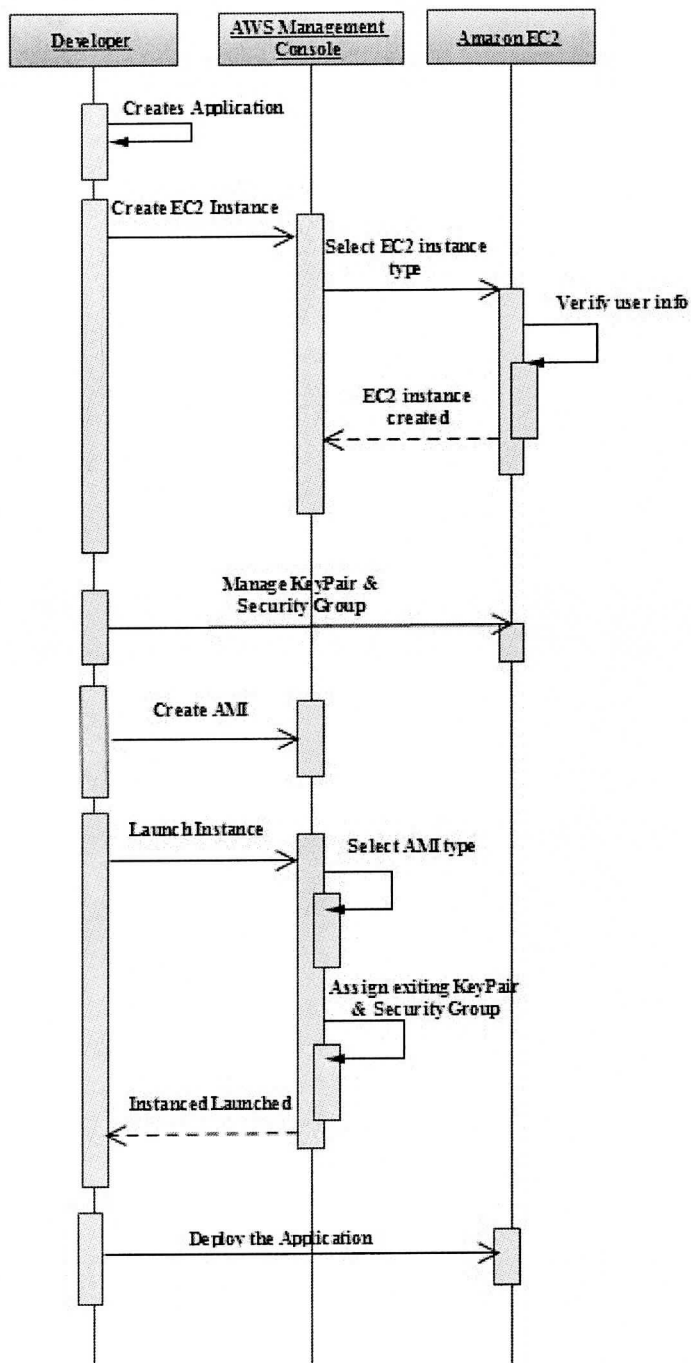 Developer
AWS Management
Console
Amazon EC2
Creates Application
Create EC2 Instance
Select EC2 instance
type
Verify user info
EC2 instance
created
Manage KeyPair &
Security Group
Create AMI
Launch Instance
Select AMI type
Assign exiting KeyPair
& Security Group
Instanced Launched
Deploy the Application